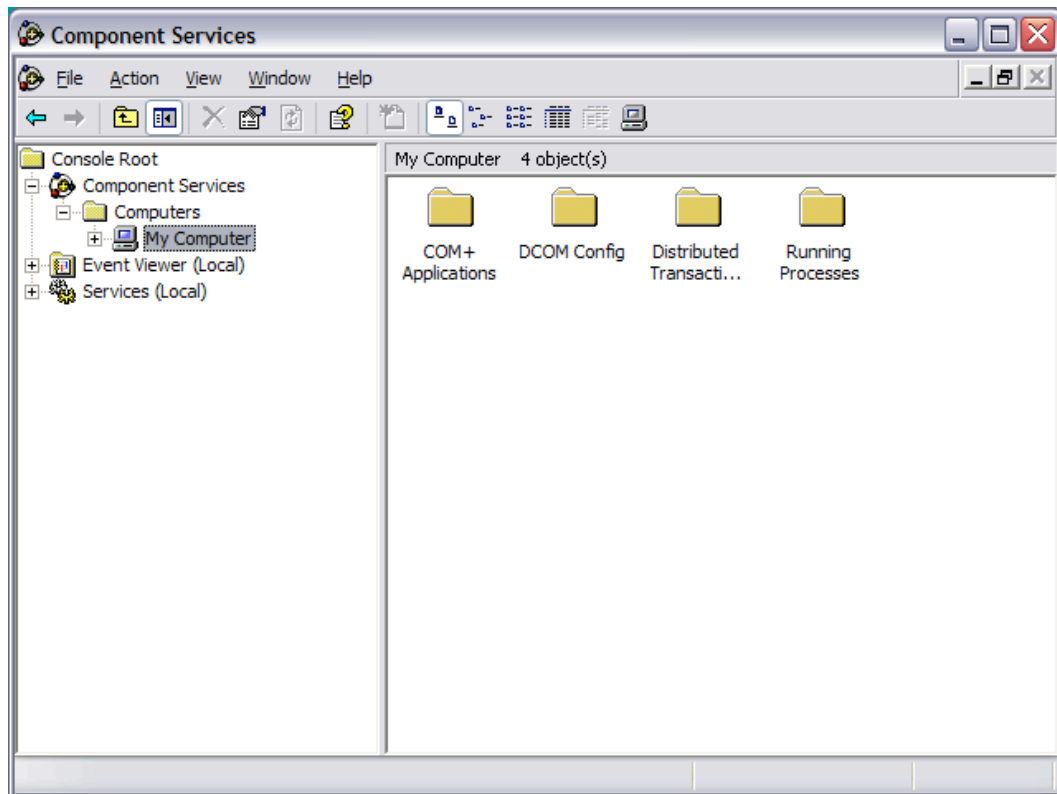 Component Services
File Action View Window Help
Console Root
Component Services
Computers
My Computer
Event Viewer (Local)
Services (Local)
My Computer 4 object(s)
COM+
Applications
DCOM Config
Distributed
Transacti...
Running
Processes